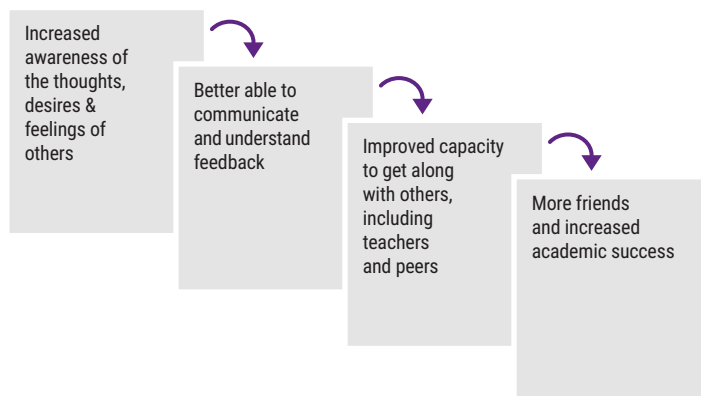 Increased
awareness of
the thoughts,
desires &
feelings of
others
Better able to
communicate
and understand
feedback
Improved capacity
to get along
with others,
including
teachers
and peers
More friends
and increased
academic success